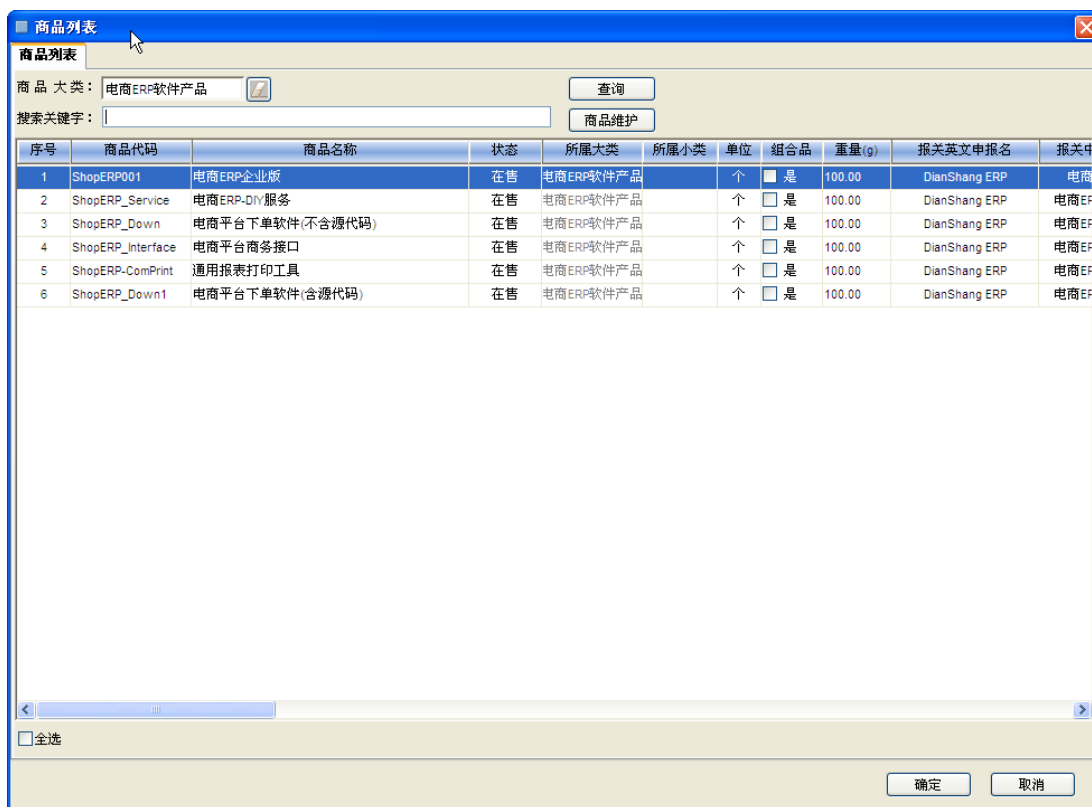 商品列表
商品列表
商 品 大 类： 电商ERP软件产品 查询
搜索关键字： 商品维护
序号 商品代码 商品名称 状态 所属大类 所属小类 单位 组合品 重量(g) 报关英文申报名 报关中
1 ShopERP001 电商ERP企业版 在售 电商ERP软件产品 个 是 100.00 DianShang ERP 电商
2 ShopERP_Service 电商ERP-DIY服务 在售 电商ERP软件产品 个 是 100.00 DianShang ERP 电商EF
3 ShopERP_Down 电商平台下单软件(不含源代码) 在售 电商ERP软件产品 个 是 100.00 DianShang ERP 电商EF
4 ShopERP_Interface 电商平台商务接口 在售 电商ERP软件产品 个 是 100.00 DianShang ERP 电商EF
5 ShopERP-ComPrint 通用报表打印工具 在售 电商ERP软件产品 个 是 100.00 DianShang ERP 电商EF
6 ShopERP_Down1 电商平台下单软件(含源代码) 在售 电商ERP软件产品 个 是 100.00 DianShang ERP 电商EF
全选
确定 取消